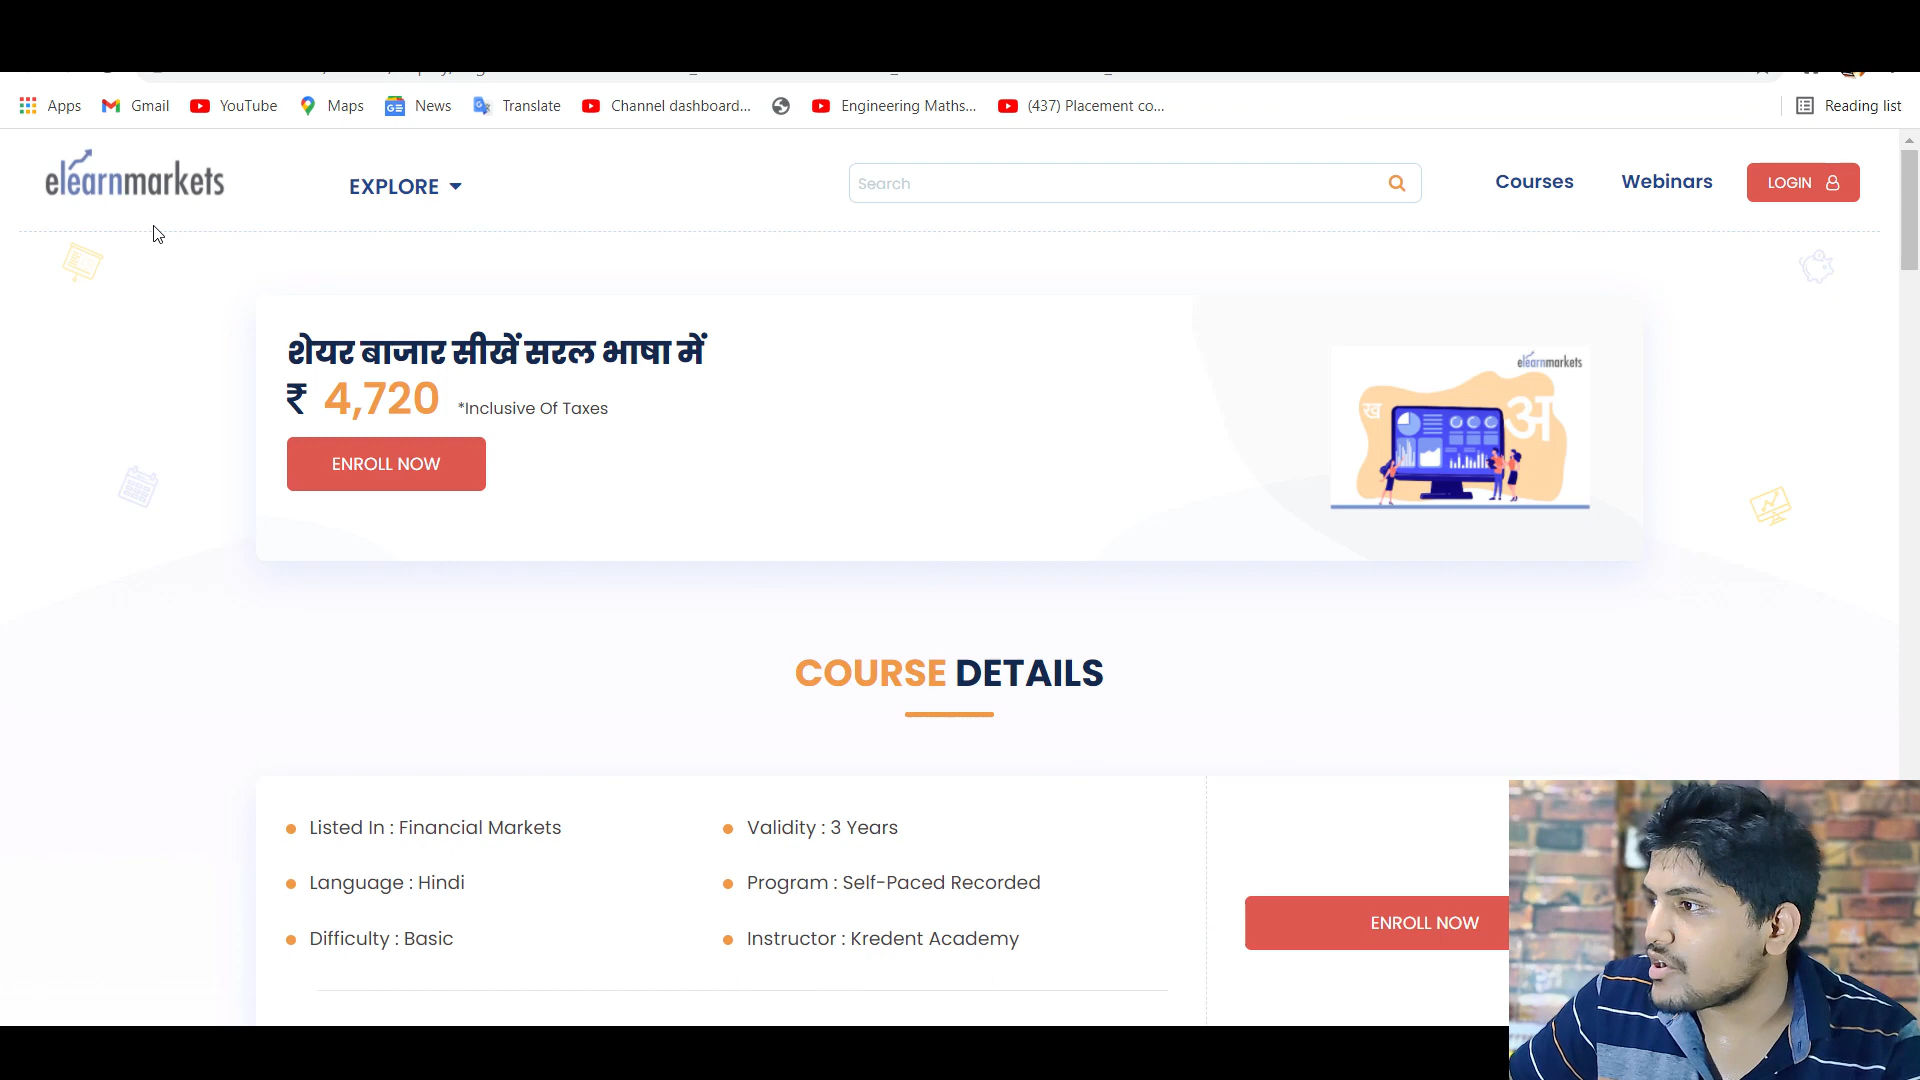 Apps Gmail YouTube Maps News Translate Channel dashboard... Engineering Maths... (437) Placement co... Reading list
elearnmarkets EXPLORE Search Courses Webinars LOGIN
शेयर बाजार सीखें सरल भाषा में
₹ 4,720 *Inclusive Of Taxes
ENROLL NOW
elearnmarkets
ख अ
COURSE DETAILS
Listed In : Financial Markets Validity : 3 Years
Language : Hindi Program : Self-Paced Recorded
ENROLL NOW
Difficulty : Basic Instructor : Kredent Academy